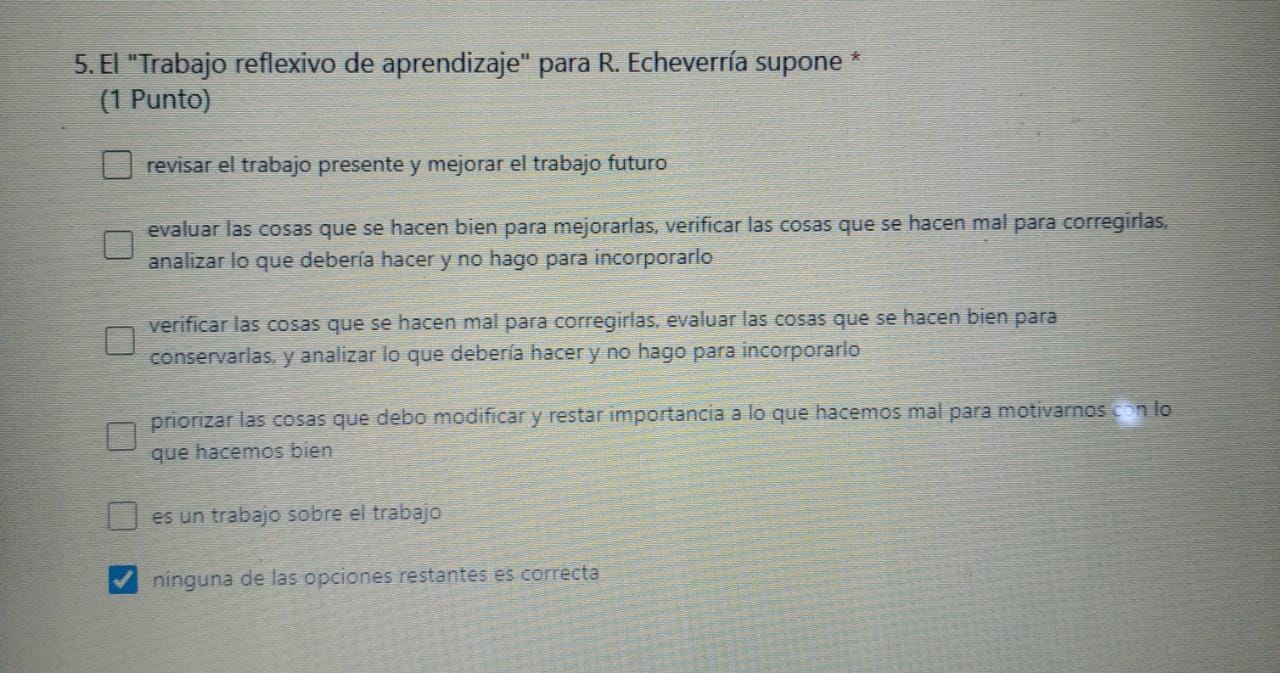 5. El "Trabajo reflexivo de aprendizaje" para R. Echeverría supone *
(1 Punto)
revisar el trabajo presente y mejorar el trabajo futuro
evaluar las cosas que se hacen bien para mejorarlas, verificar las cosas que se hacen mal para corregirlas,
analizar lo que debería hacer y no hago para incorporarlo
verificar las cosas que se hacen mal para corregirlas, evaluar las cosas que se hacen bien para
conservarlas, y analizar lo que debería hacer y no hago para incorporarlo
priorizar las cosas que debo modificar y restar importancia a lo que hacemos mal para motivarnos con lo
que hacemos bien
es un trabajo sobre el trabajo
ninguna de las opciones restantes es correcta